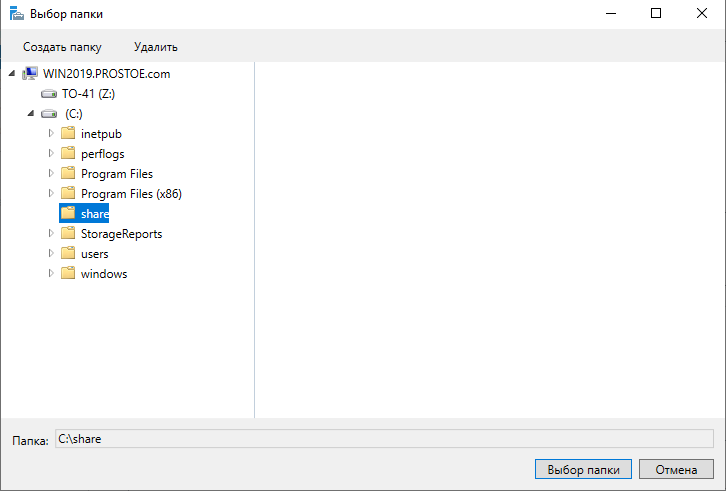 Выбор папки
Создать папку Удалить
WIN2019.PROSTOE.com
TO-41 (Z:)
(C:)
inetpub
perflogs
Program Files
Program Files (x86)
share
StorageReports
users
windows
Папка: C:\share
Выбор папки Отмена